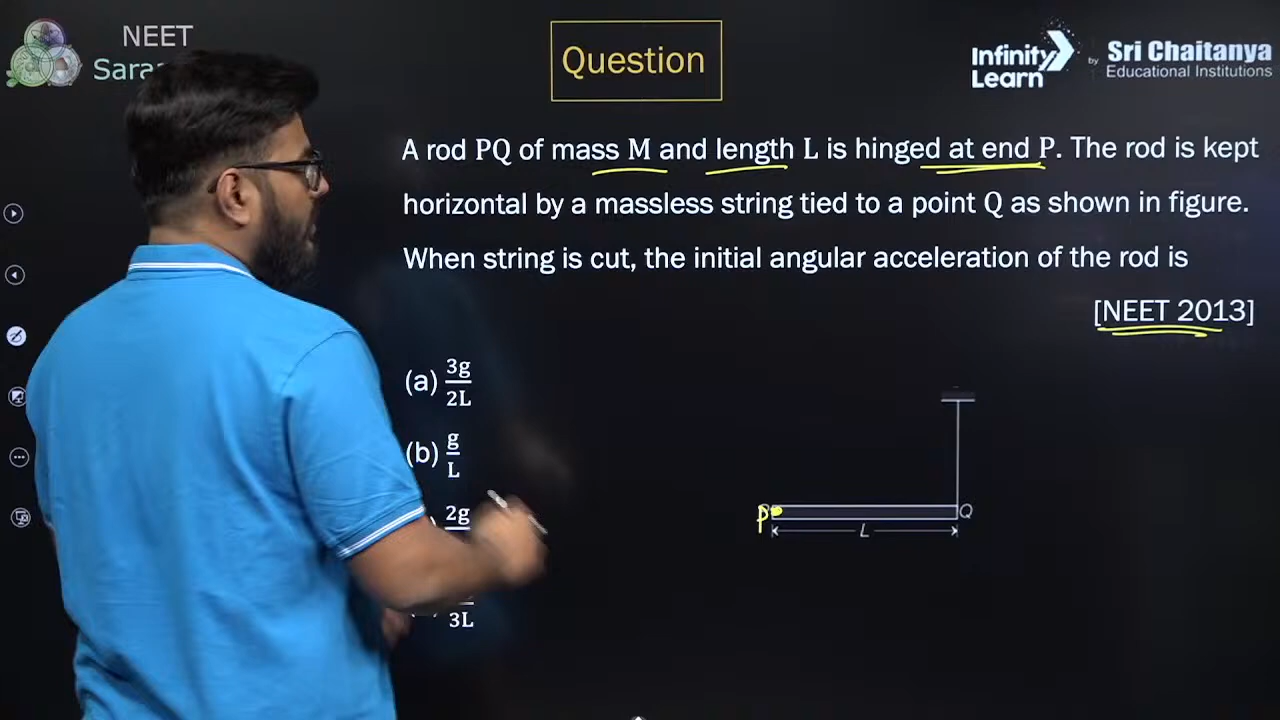 NEET
Question
Infinity Learn
by
Sri Chaitanya
Educational Institutions
A rod PQ of mass M and length L is hinged at end P. The rod is kept
horizontal by a massless string tied to a point Q as shown in figure.
When string is cut, the initial angular acceleration of the rod is
[NEET 2013]
(a) 3g/2L
(b) g/L
2g
3L
P
Q
L